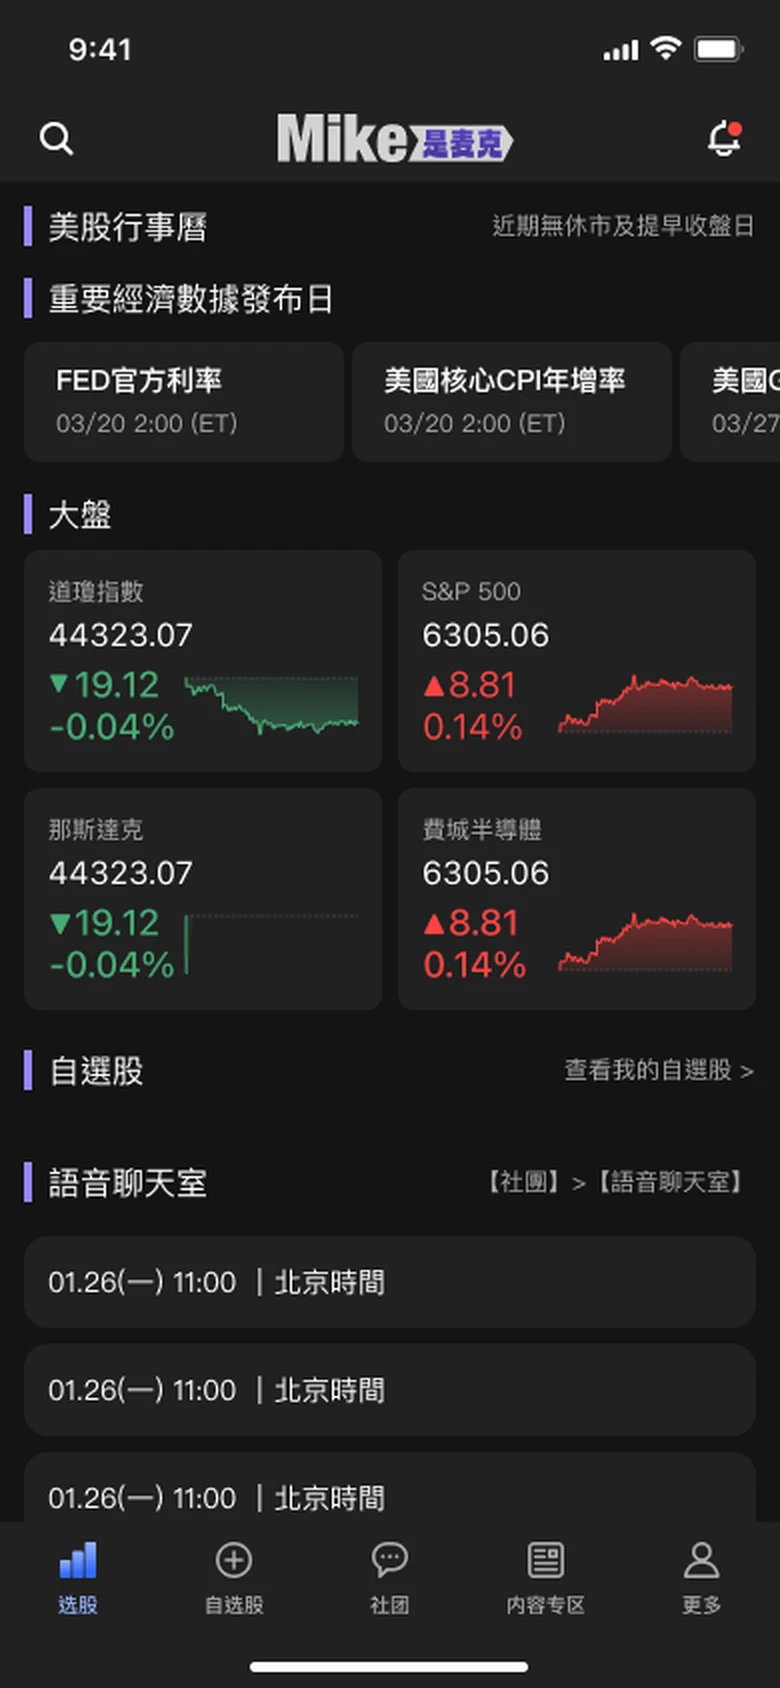 9:41
Mike是麦克
美股行事曆
近期無休市及提早收盤日
重要經濟數據發布日
FED官方利率
03/20 2:00 (ET)
美國核心CPI年增率
03/20 2:00 (ET)
美國G
03/27
大盤
道瓊指數
44323.07
▼19.12
-0.04%
S&P 500
6305.06
▲8.81
0.14%
那斯達克
44323.07
▼19.12
-0.04%
費城半導體
6305.06
▲8.81
0.14%
自選股
查看我的自選股 >
語音聊天室
【社團】>【語音聊天室】
01.26(一) 11:00 ｜北京時間
01.26(一) 11:00 ｜北京時間
01.26(一) 11:00 ｜北京時間
选股
自选股
社团
内容专区
更多